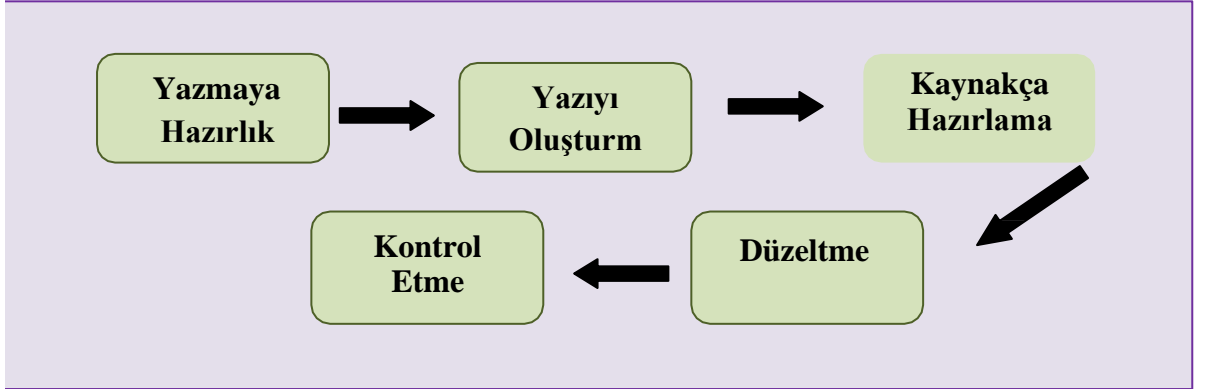 Yazmaya
Hazırlık
Yazıyı
Oluşturm
Kaynakça
Hazırlama
Düzeltme
Kontrol
Etme